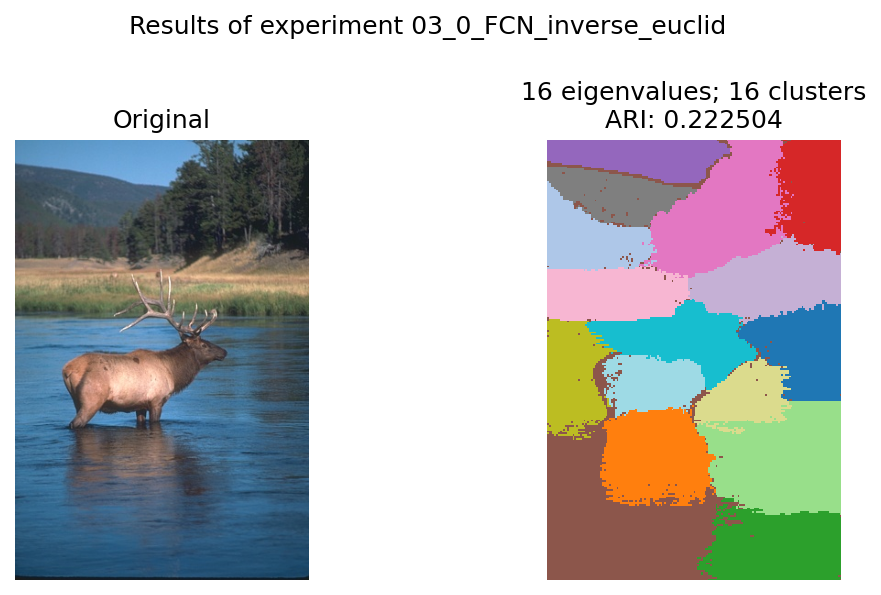 Results of experiment 03_0_FCN_inverse_euclid
Original
16 eigenvalues; 16 clusters
ARI: 0.222504